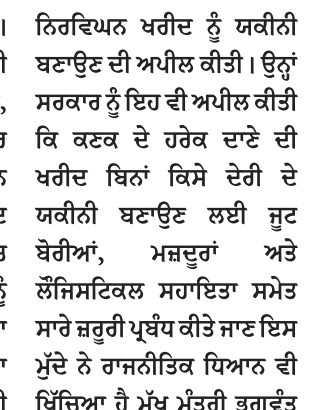 ਨਿਰਵਿਘਨ ਖਰੀਦ ਨੂੰ ਯਕੀਨੀ
ਬਣਾਉਣ ਦੀ ਅਪੀਲ ਕੀਤੀ। ਉਨ੍ਹਾਂ
ਸਰਕਾਰ ਨੂੰ ਇਹ ਵੀ ਅਪੀਲ ਕੀਤੀ
ਕਿ ਕਣਕ ਦੇ ਹਰੇਕ ਦਾਣੇ ਦੀ
ਖਰੀਦ ਬਿਨਾਂ ਕਿਸੇ ਦੇਰੀ ਦੇ
ਯਕੀਨੀ ਬਣਾਉਣ ਲਈ ਜੂਟ
ਬੋਰੀਆਂ, ਮਜ਼ਦੂਰਾਂ ਅਤੇ
ਲੌਜਿਸਟਿਕਲ ਸਹਾਇਤਾ ਸਮੇਤ
ਸਾਰੇ ਜ਼ਰੂਰੀ ਪ੍ਰਬੰਧ ਕੀਤੇ ਜਾਣ ਇਸ
ਮੁੱਦੇ ਨੇ ਰਾਜਨੀਤਿਕ ਧਿਆਨ ਵੀ
ਖਿੱਚਿਆ ਹੈ ਮੁੱਖ ਮੰਤਰੀ ਭਗਵੰਤ